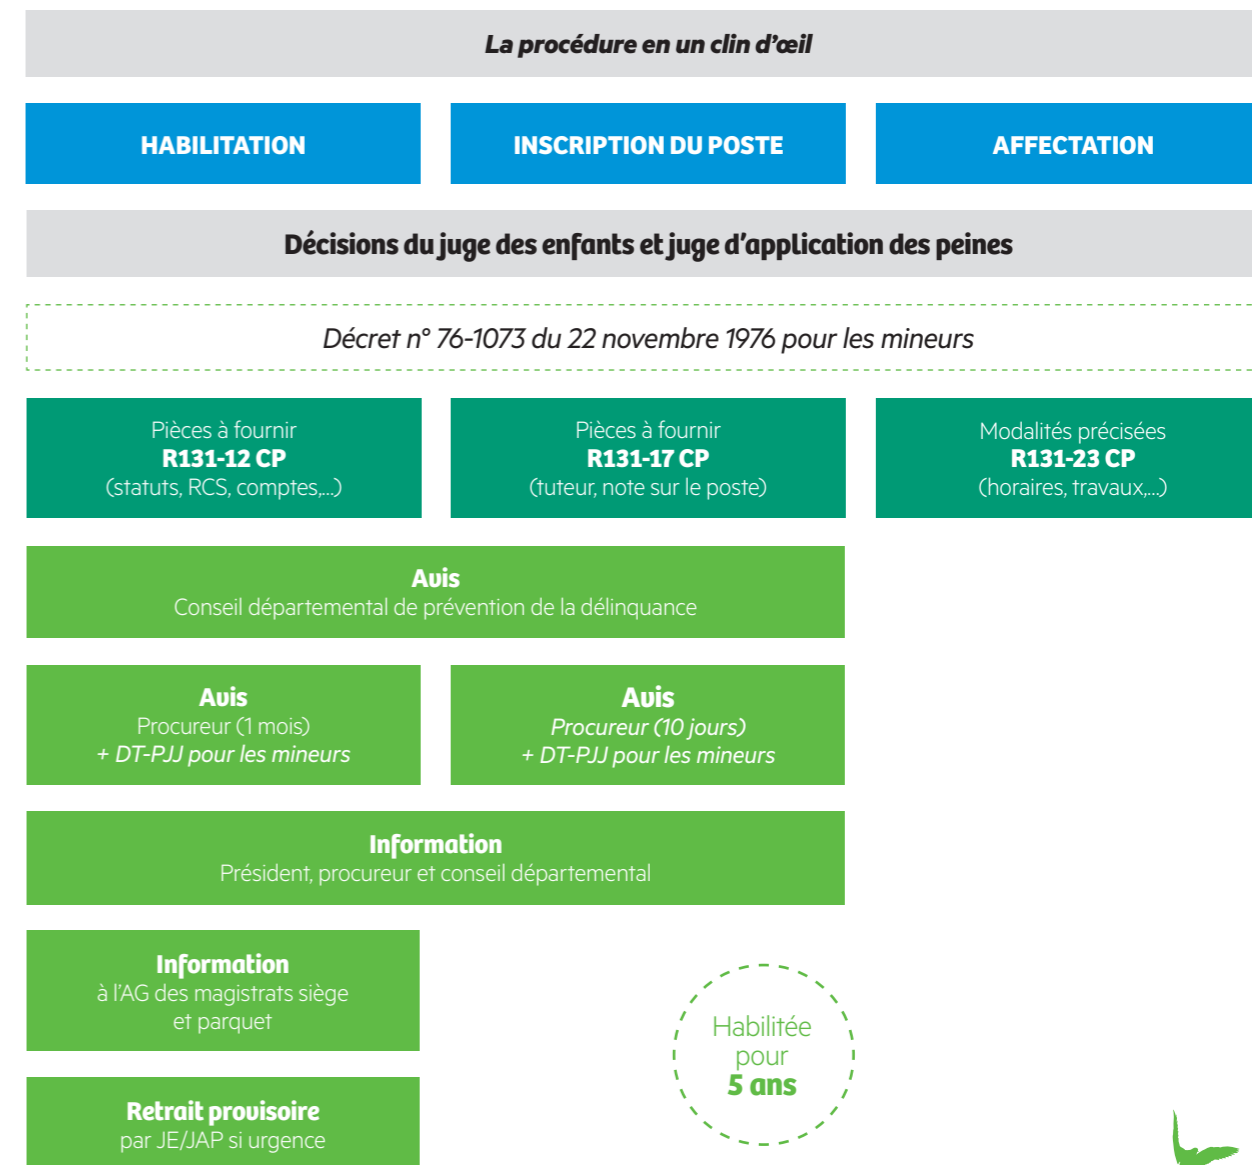 La procédure en un clin d'œil
HABILITATION
INSCRIPTION DU POSTE
AFFECTATION
Décisions du juge des enfants et juge d'application des peines
Décret n° 76-1073 du 22 novembre 1976 pour les mineurs
Pièces à fournir
R131-12 CP
(statuts, RCS, comptes,...)
Pièces à fournir
R131-17 CP
(tuteur, note sur le poste)
Modalités précisées
R131-23 CP
(horaires, travaux,...)
Avis
Conseil départemental de prévention de la délinquance
Avis
Procureur (1 mois)
+ DT-PJJ pour les mineurs
Avis
Procureur (10 jours)
+ DT-PJJ pour les mineurs
Information
Président, procureur et conseil départemental
Information
à l'AG des magistrats siège
et parquet
Habilitée
pour
5 ans
Retrait provisoire
par JE/JAP si urgence